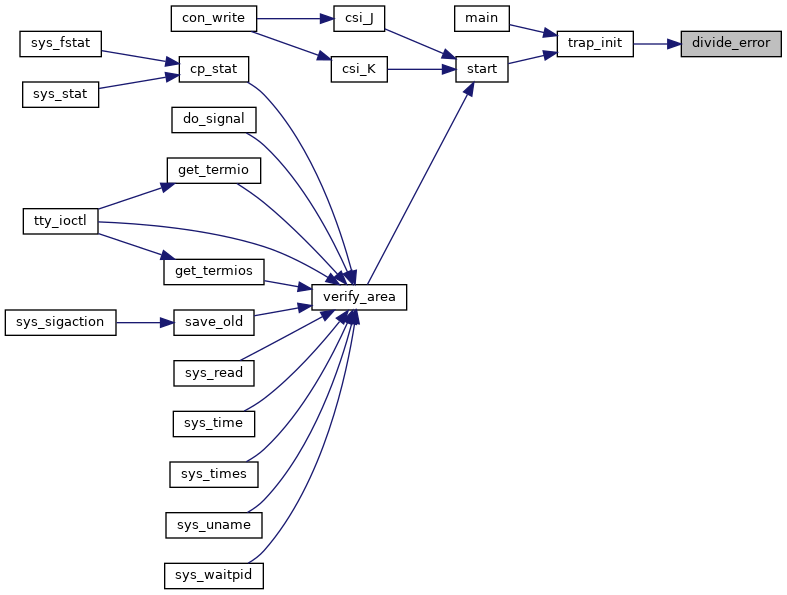 con_write
csi_J
main
sys_fstat
trap_init
divide_error
cp_stat
csi_K
start
sys_stat
do_signal
get_termio
tty_ioctl
get_termios
verify_area
sys_sigaction
save_old
sys_read
sys_time
sys_times
sys_uname
sys_waitpid